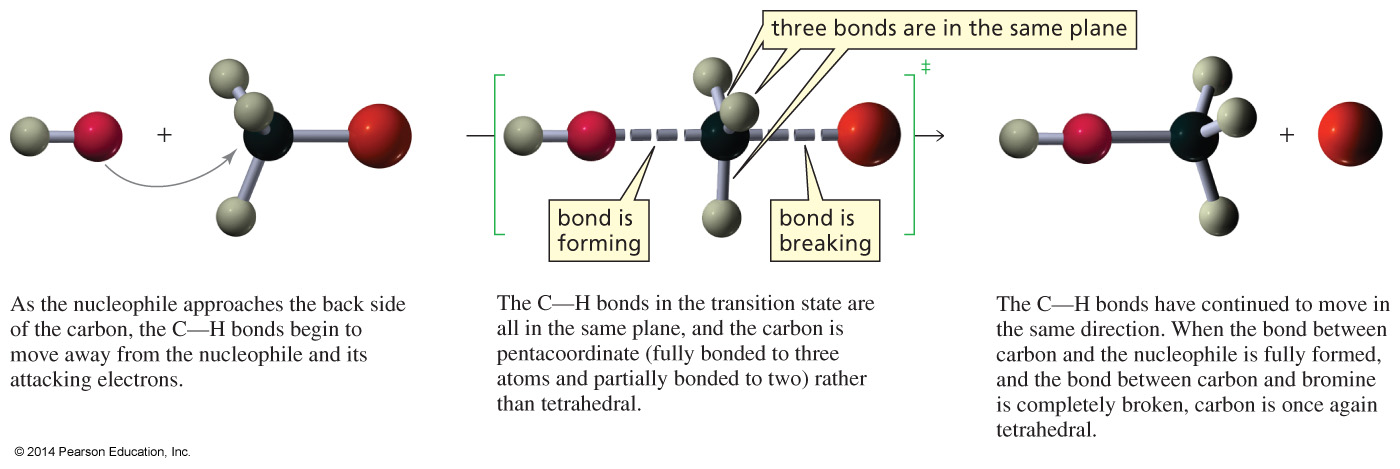 three bonds are in the same plane
+
‡
+
bond is
forming
bond is
breaking
As the nucleophile approaches the back side
of the carbon, the C—H bonds begin to
move away from the nucleophile and its
attacking electrons.
The C—H bonds in the transition state are
all in the same plane, and the carbon is
pentacoordinate (fully bonded to three
atoms and partially bonded to two) rather
than tetrahedral.
The C—H bonds have continued to move in
the same direction. When the bond between
carbon and the nucleophile is fully formed,
and the bond between carbon and bromine
is completely broken, carbon is once again
tetrahedral.
© 2014 Pearson Education, Inc.